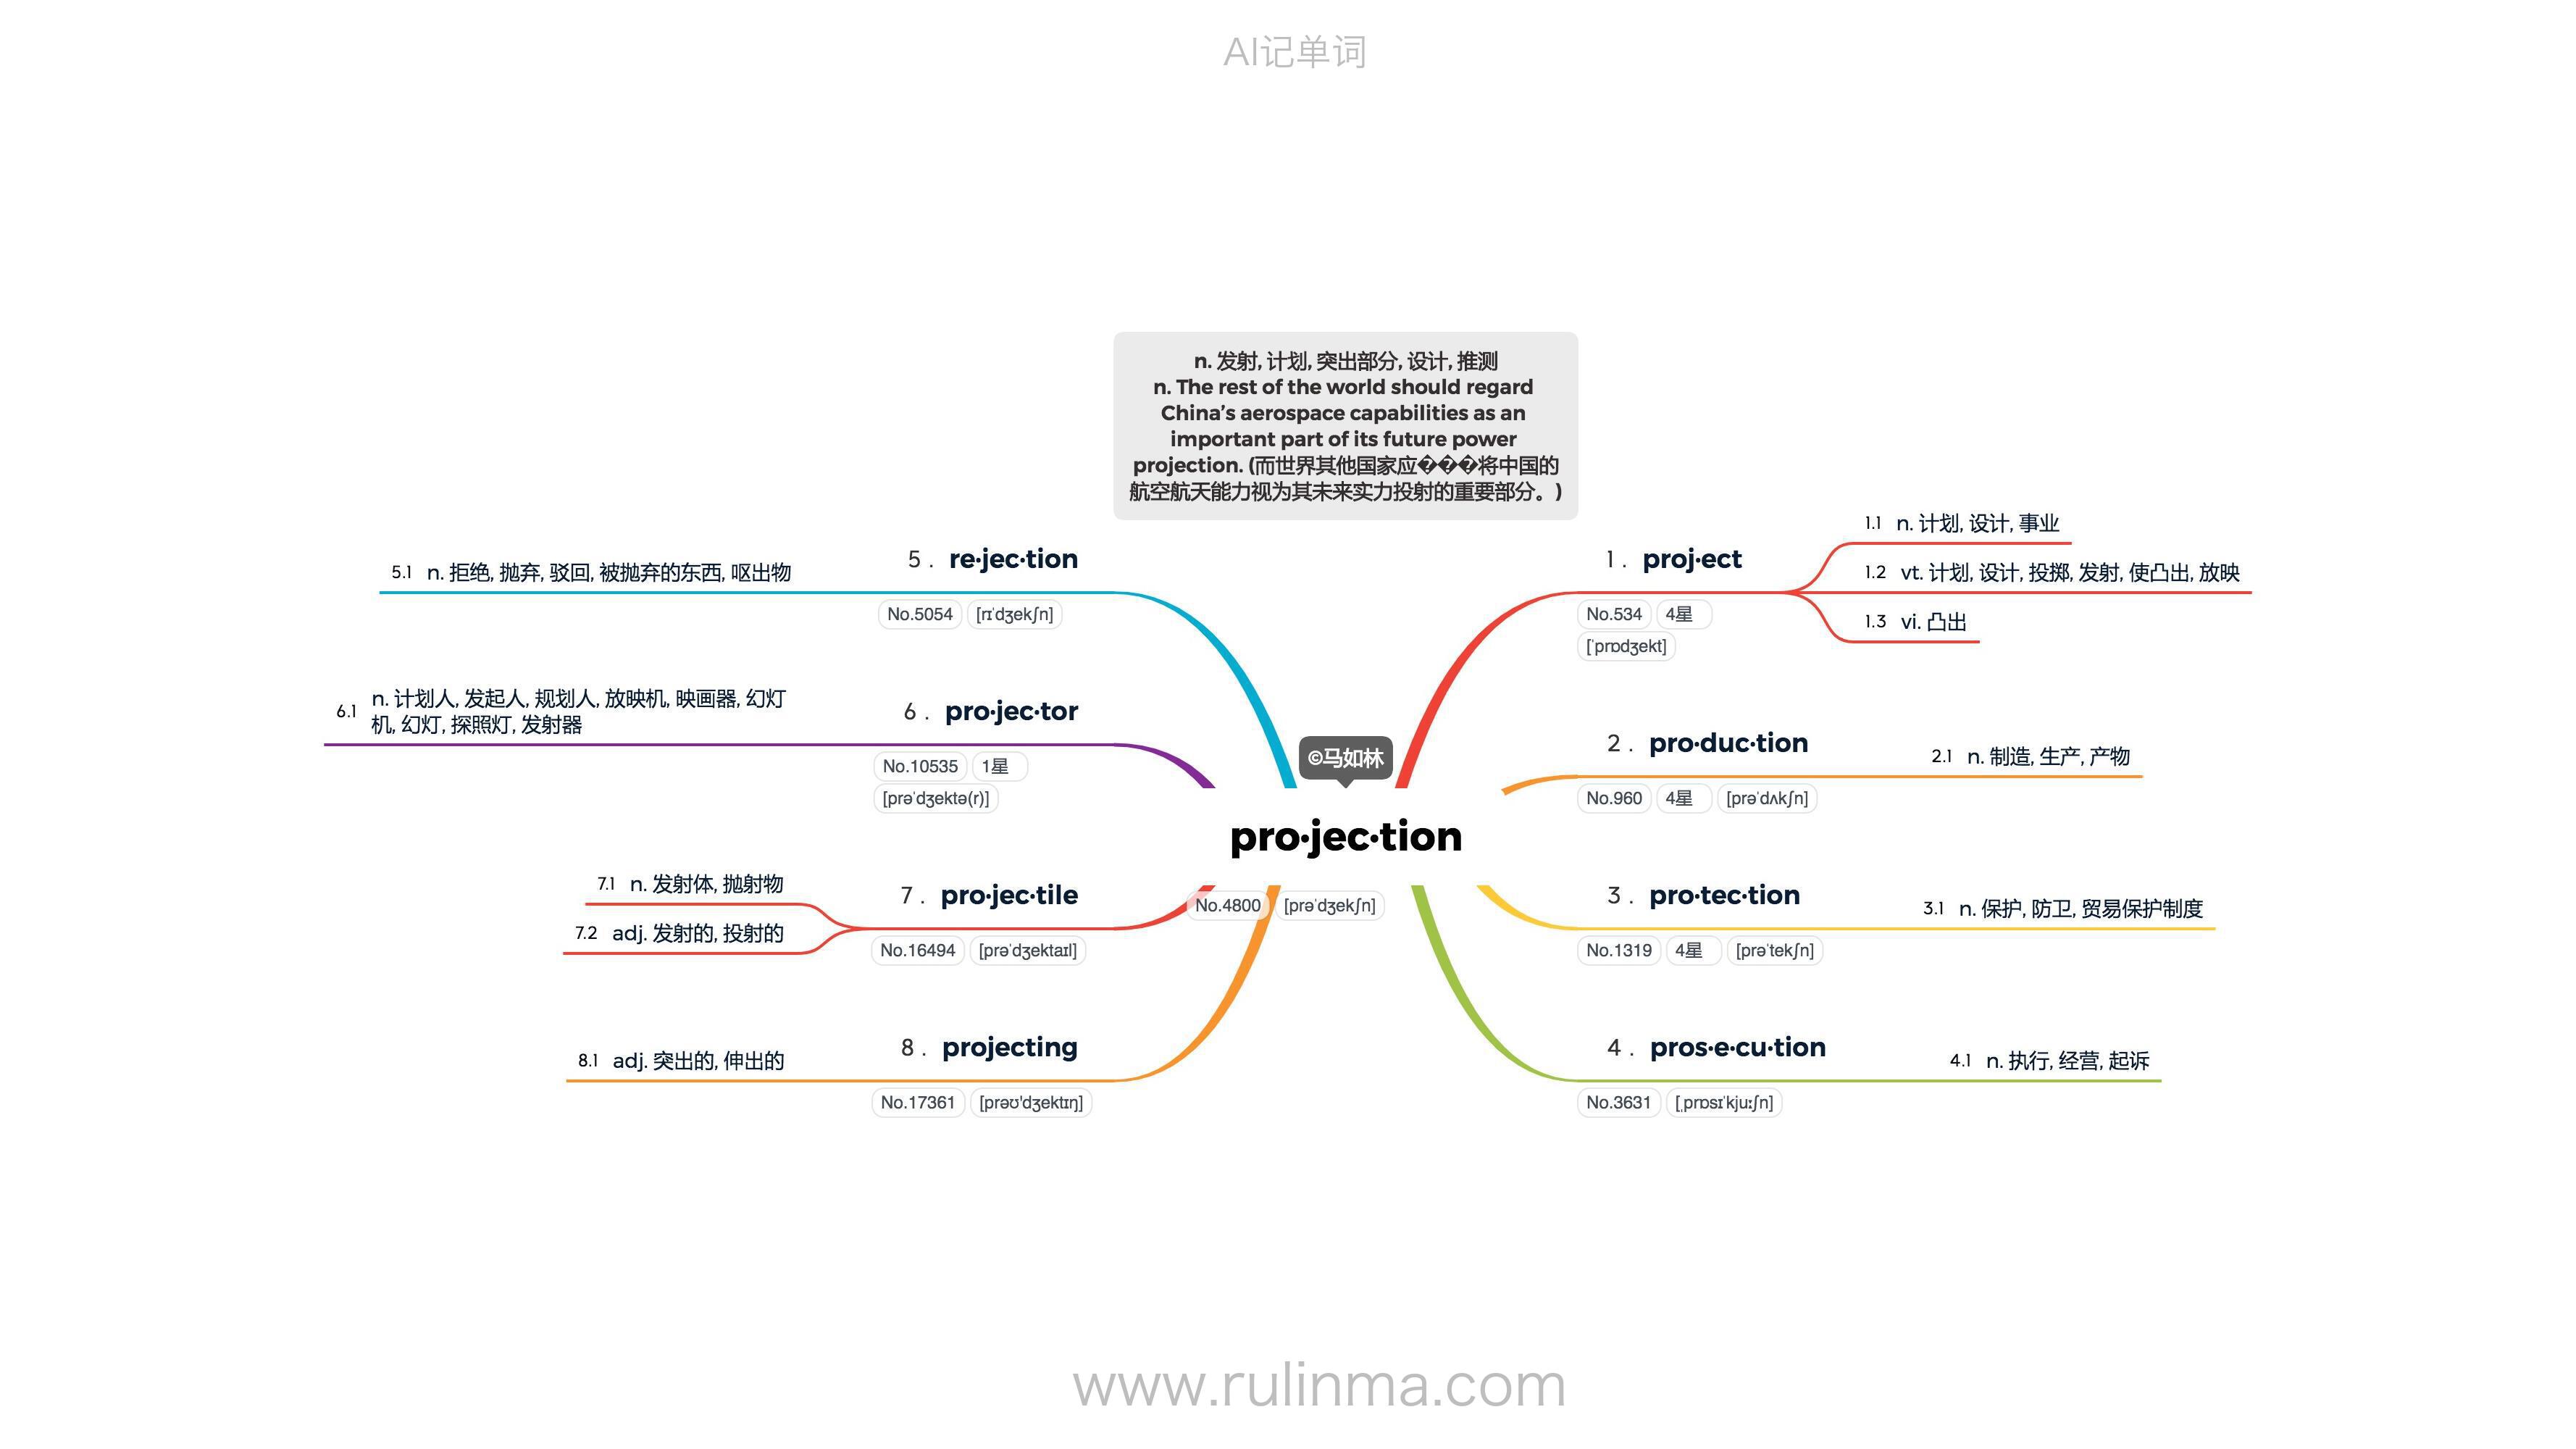 AI记单词
n. 发射, 计划, 突出部分, 设计, 推测
n. The rest of the world should regard
China’s aerospace capabilities as an
important part of its future power
projection. (而世界其他国家应���将中国的
航空航天能力视为其未来实力投射的重要部分。)
©马如林
pro·jec·tion
No.4800 [prəˈdʒekʃn]
1. proj·ect
No.534 4星
[ˈprɒdʒekt]
1.1 n. 计划, 设计, 事业
1.2 vt. 计划, 设计, 投掷, 发射, 使凸出, 放映
1.3 vi. 凸出
2. pro·duc·tion
No.960 4星 [prəˈdʌkʃn]
2.1 n. 制造, 生产, 产物
3. pro·tec·tion
No.1319 4星 [prəˈtekʃn]
3.1 n. 保护, 防卫, 贸易保护制度
4. pros·e·cu·tion
No.3631 [ˌprɒsɪˈkjuːʃn]
4.1 n. 执行, 经营, 起诉
5. re·jec·tion
No.5054 [rɪˈdʒekʃn]
5.1 n. 拒绝, 抛弃, 驳回, 被抛弃的东西, 呕出物
6. pro·jec·tor
No.10535 1星
[prəˈdʒektə(r)]
6.1 n. 计划人, 发起人, 规划人, 放映机, 映画器, 幻灯
机, 幻灯, 探照灯, 发射器
7. pro·jec·tile
No.16494 [prəˈdʒektaɪl]
7.1 n. 发射体, 抛射物
7.2 adj. 发射的, 投射的
8. projecting
No.17361 [prəʊ'dʒektɪŋ]
8.1 adj. 突出的, 伸出的
www.rulinma.com